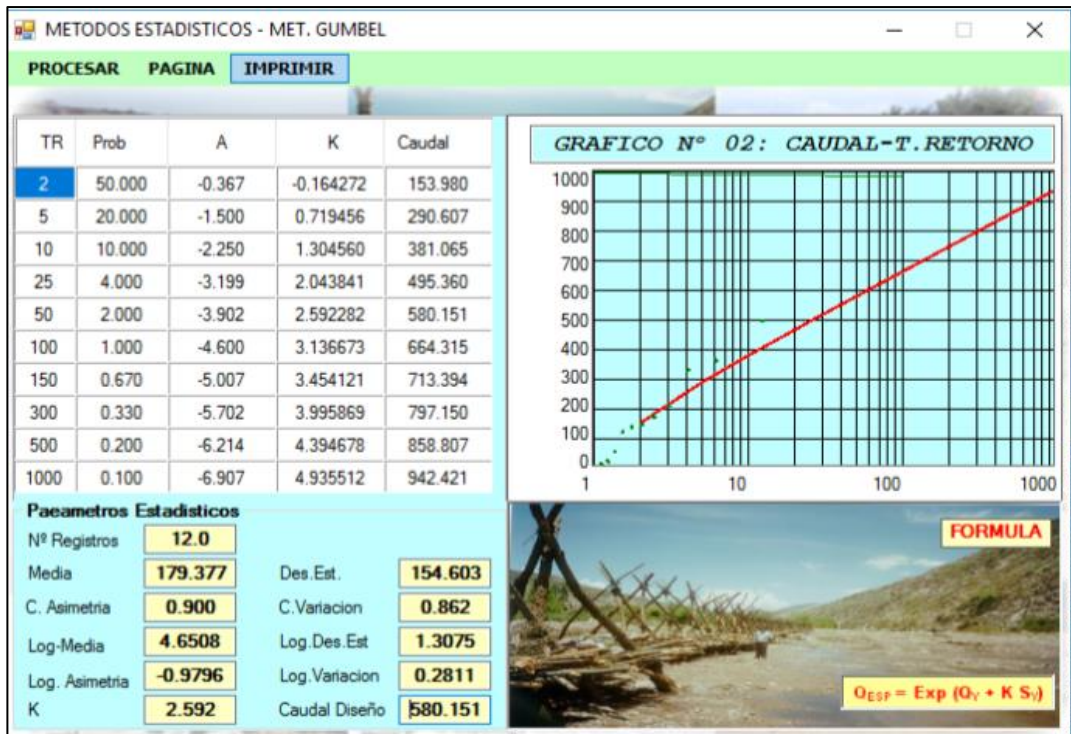 METODOS ESTADISTICOS - MET. GUMBEL
PROCESAR PAGINA IMPRIMIR
TR Prob A K Caudal
2 50.000 -0.367 -0.164272 153.980
5 20.000 -1.500 0.719456 290.607
10 10.000 -2.250 1.304560 381.065
25 4.000 -3.199 2.043841 495.360
50 2.000 -3.902 2.592282 580.151
100 1.000 -4.600 3.136673 664.315
150 0.670 -5.007 3.454121 713.394
300 0.330 -5.702 3.995869 797.150
500 0.200 -6.214 4.394678 858.807
1000 0.100 -6.907 4.935512 942.421
GRAFICO Nº 02: CAUDAL-T.RETORNO
1000
900
800
700
600
500
400
300
200
100
0
1 10 100 1000
Paeametros Estadisticos
Nº Registros 12.0
Media 179.377 Des.Est. 154.603
C. Asimetria 0.900 C.Variacion 0.862
Log-Media 4.6508 Log.Des.Est 1.3075
Log. Asimetria -0.9796 Log.Variacion 0.2811
K 2.592 Caudal Diseño 580.151
FORMULA
Q_ESP = Exp (Q_Y + K S_Y)